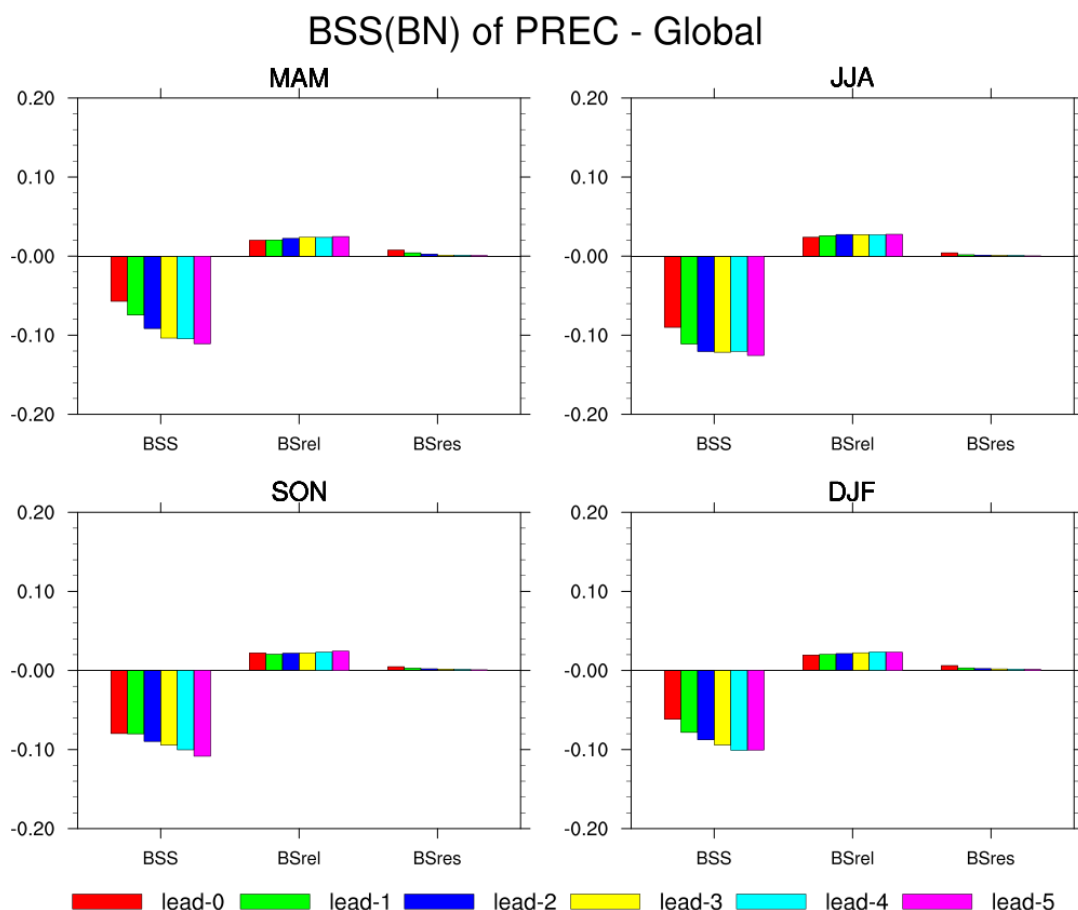 BSS(BN) of PREC - Global
MAM
0.20
0.10
-0.00
-0.10
-0.20
BSS BSrel BSres
JJA
0.20
0.10
-0.00
-0.10
-0.20
BSS BSrel BSres
SON
0.20
0.10
-0.00
-0.10
-0.20
BSS BSrel BSres
DJF
0.20
0.10
-0.00
-0.10
-0.20
BSS BSrel BSres
lead-0 lead-1 lead-2 lead-3 lead-4 lead-5